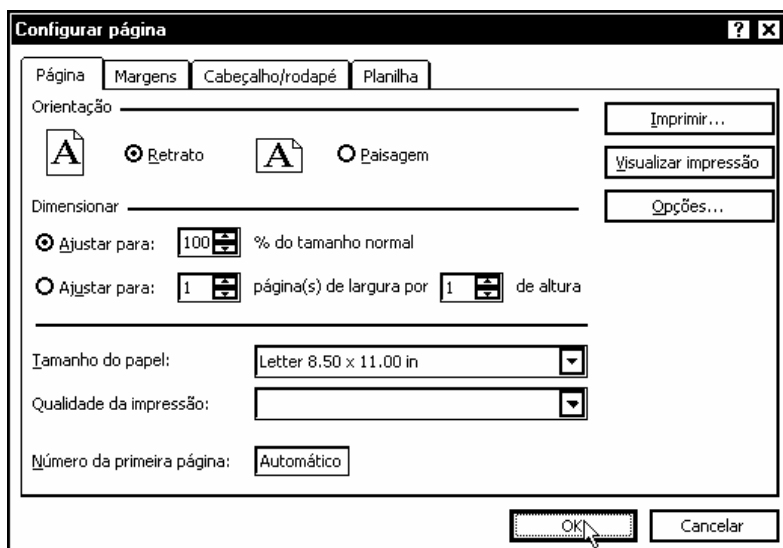 Configurar página
Página Margens Cabeçalho/rodapé Planilha
Orientação
Imprimir...
A Retrato A Paisagem
Visualizar impressão
Dimensionar
Opções...
Ajustar para: 100 % do tamanho normal
Ajustar para: 1 página(s) de largura por 1 de altura
Tamanho do papel: Letter 8.50 x 11.00 in
Qualidade da impressão:
Número da primeira página: Automático
OK Cancelar